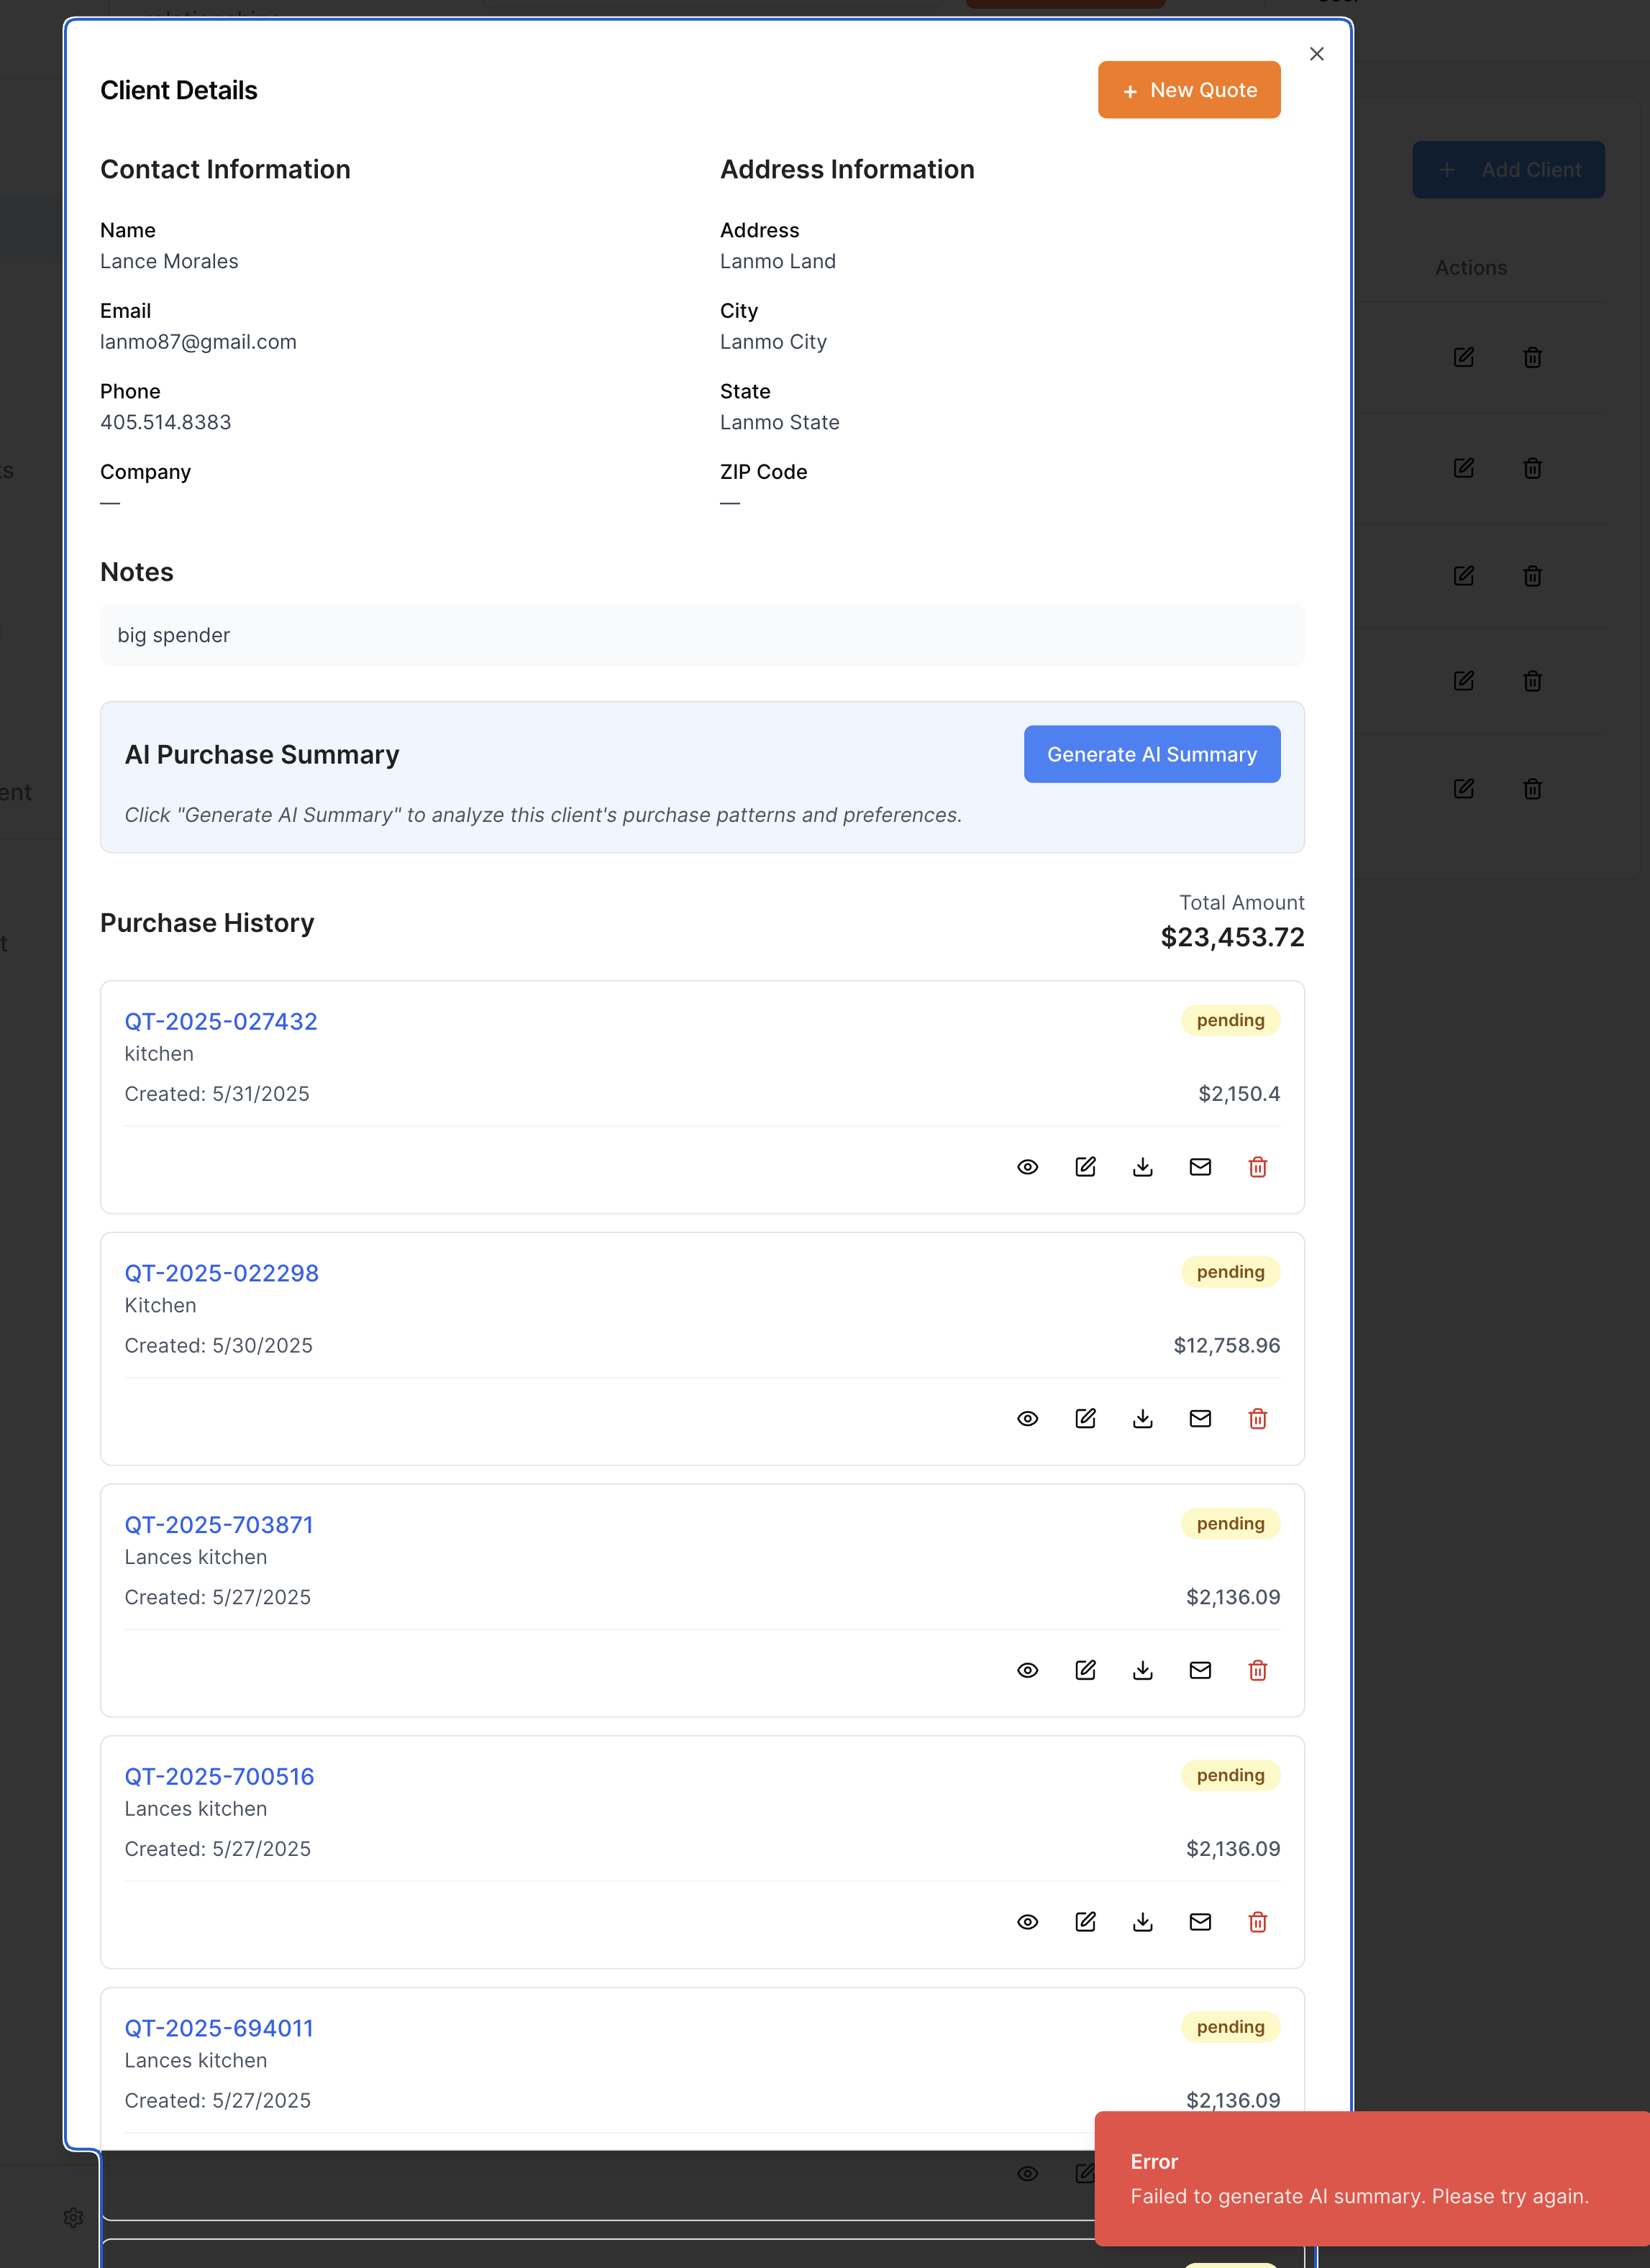 Client Details
+ New Quote
Contact Information
Address Information
Add Client
Name
Lance Morales
Address
Lanmo Land
Actions
Email
lanmo87@gmail.com
City
Lanmo City
Phone
405.514.8383
State
Lanmo State
Company
—
ZIP Code
—
Notes
big spender
AI Purchase Summary
Generate AI Summary
Click "Generate AI Summary" to analyze this client's purchase patterns and preferences.
Purchase History
Total Amount
$23,453.72
QT-2025-027432
pending
kitchen
Created: 5/31/2025
$2,150.4
QT-2025-022298
pending
Kitchen
Created: 5/30/2025
$12,758.96
QT-2025-703871
pending
Lances kitchen
Created: 5/27/2025
$2,136.09
QT-2025-700516
pending
Lances kitchen
Created: 5/27/2025
$2,136.09
QT-2025-694011
pending
Lances kitchen
Created: 5/27/2025
$2,136.09
Error
Failed to generate AI summary. Please try again.